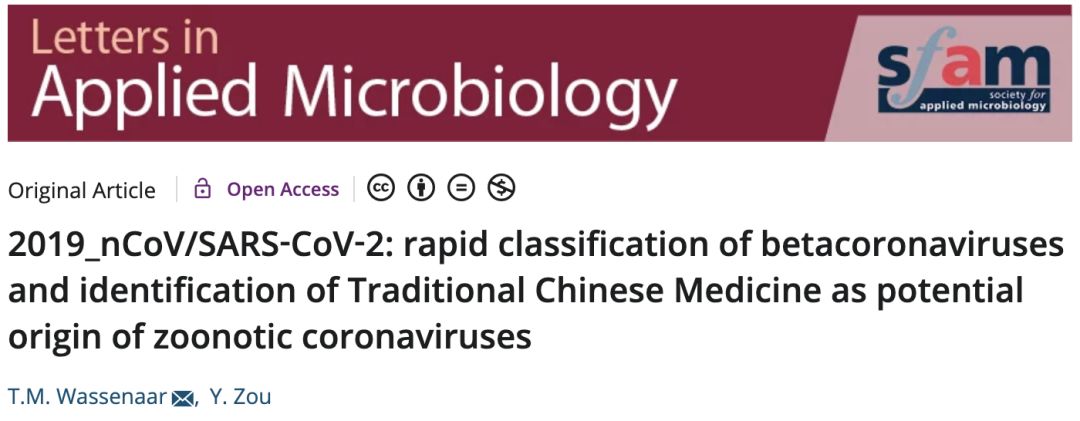 Letters in
Applied Microbiology
sfam
society for
applied microbiology
Original Article Open Access cc
2019_nCoV/SARS-CoV-2: rapid classification of betacoronaviruses
and identification of Traditional Chinese Medicine as potential
origin of zoonotic coronaviruses
T.M. Wassenaar, Y. Zou